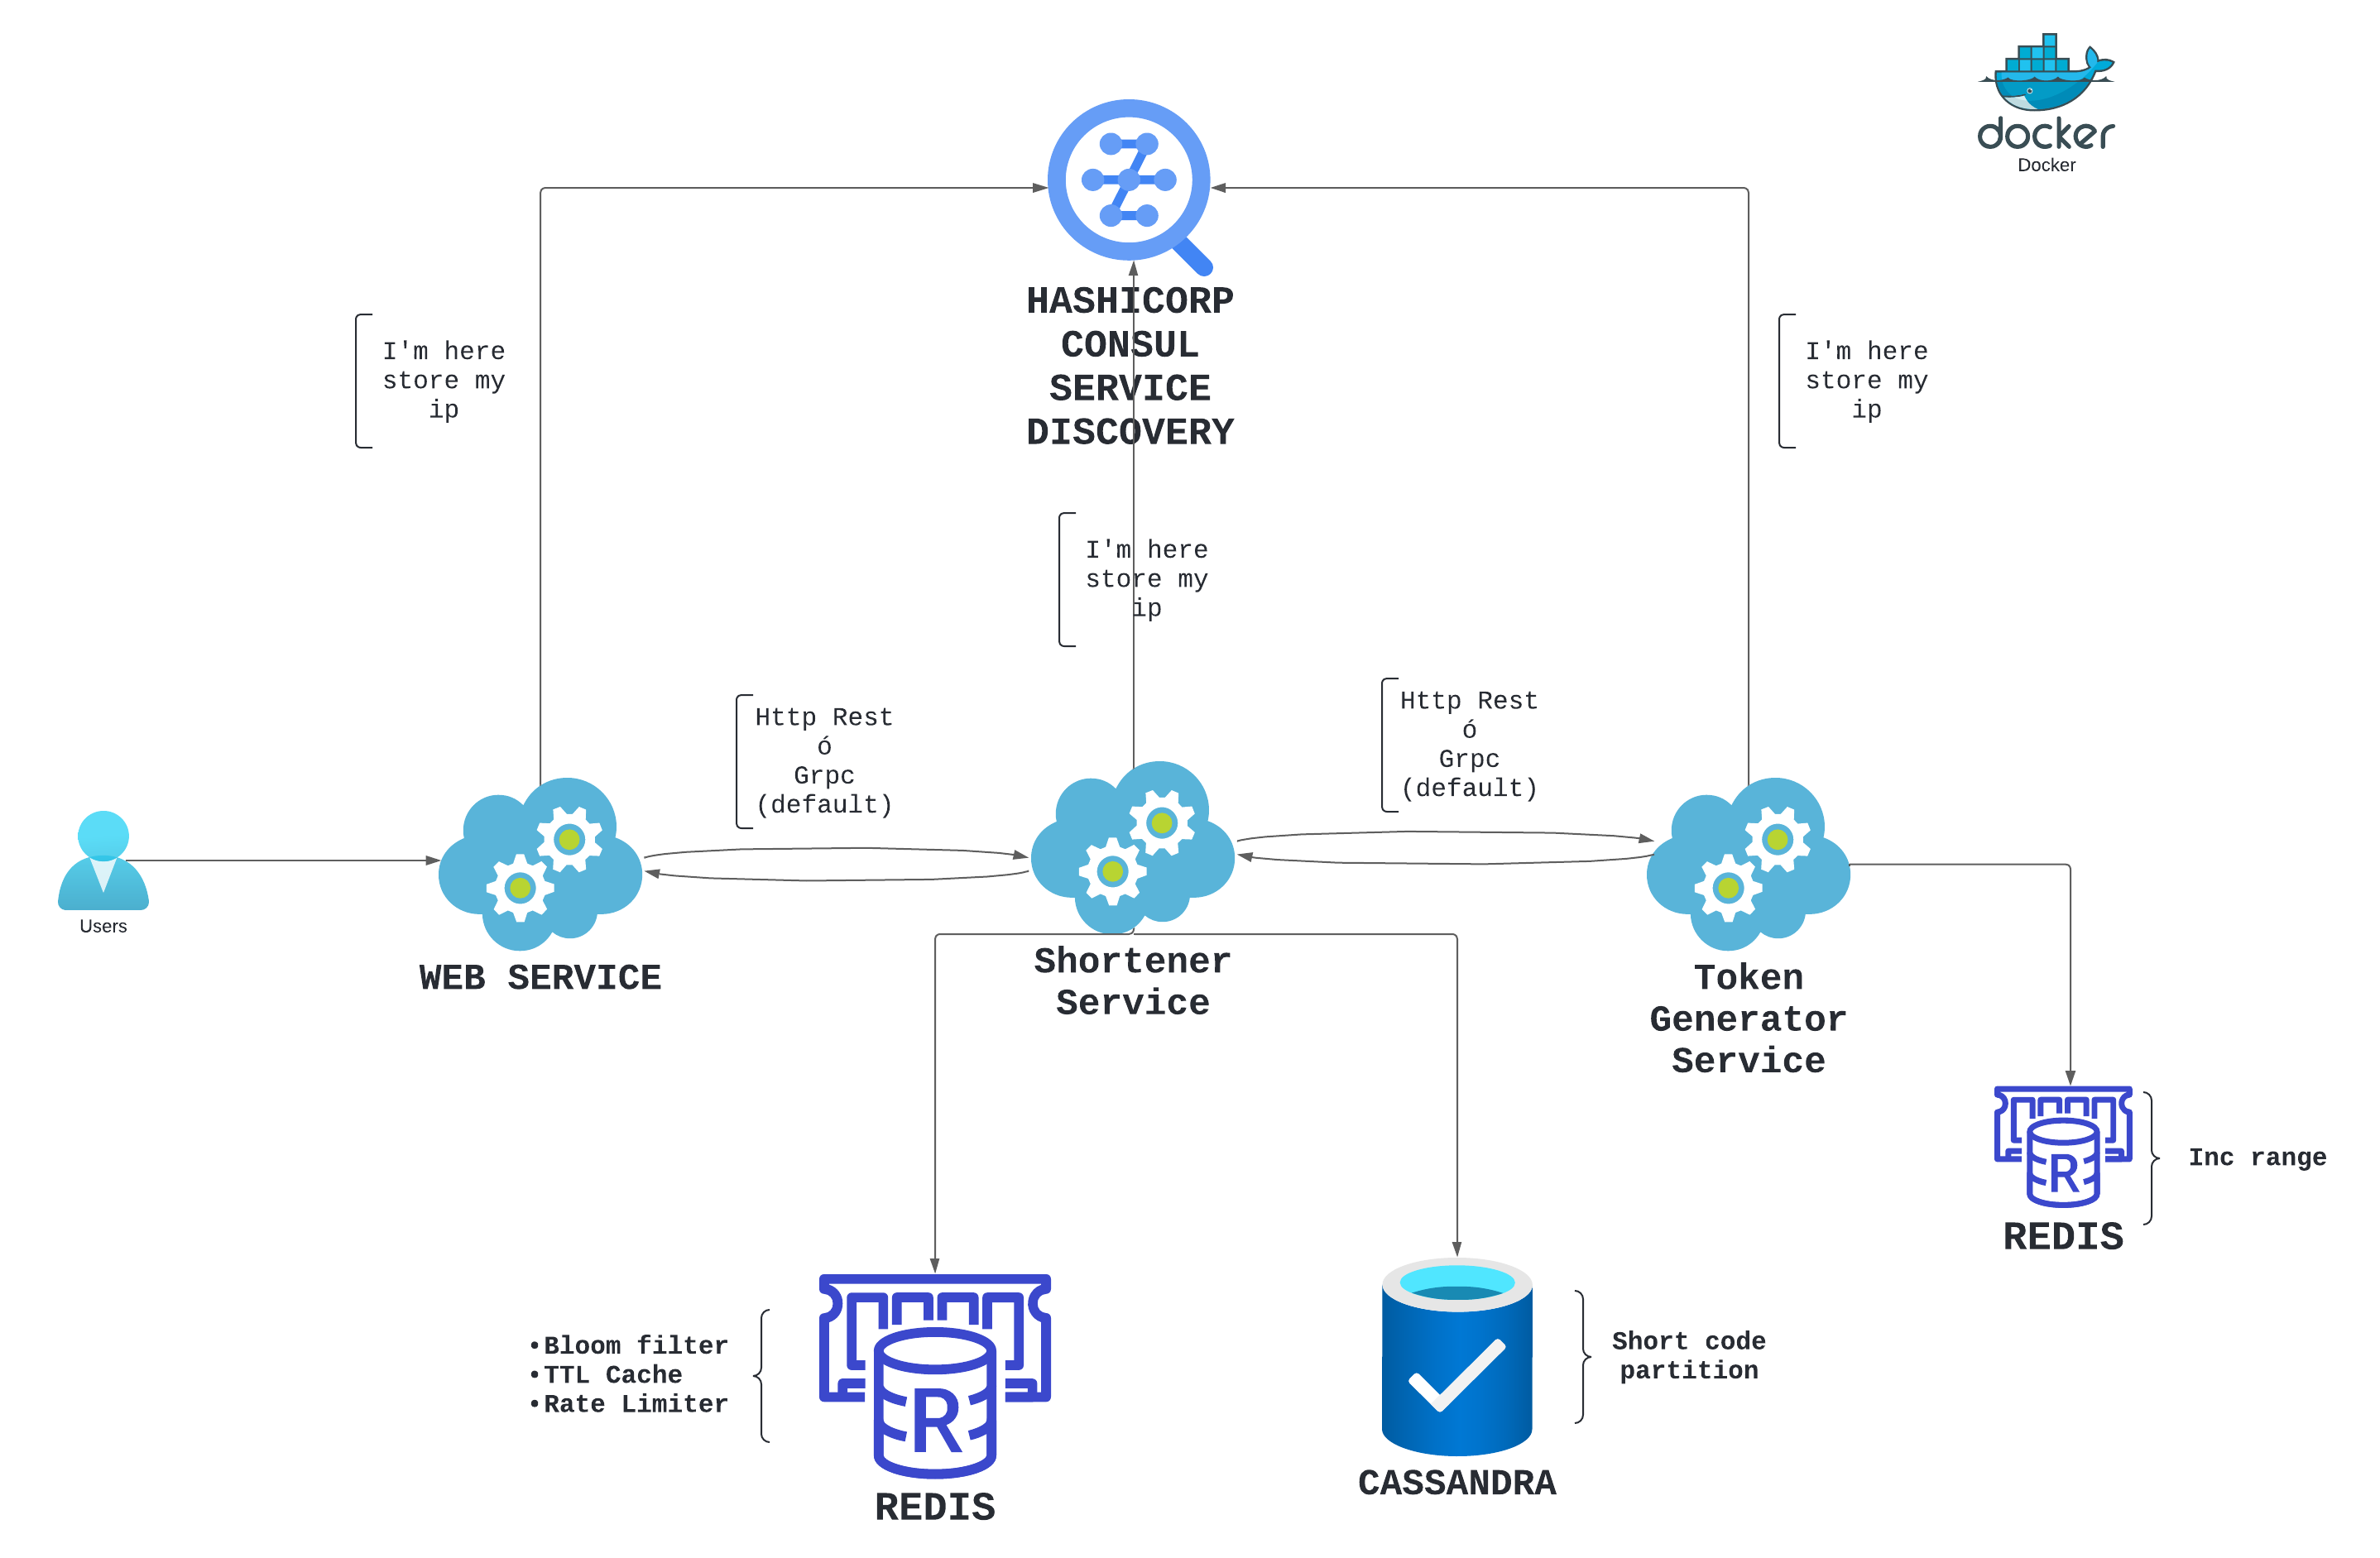 docker
Docker
HASHICORP
CONSUL
SERVICE
DISCOVERY
I'm here
store my
ip
I'm here
store my
ip
I'm here
store my
ip
Http Rest
ó
Grpc
(default)
Http Rest
ó
Grpc
(default)
Users
WEB SERVICE
Shortener
Service
Token
Generator
Service
R
REDIS
Inc range
• Bloom filter
• TTL Cache
• Rate Limiter
R
REDIS
CASSANDRA
Short code
partition